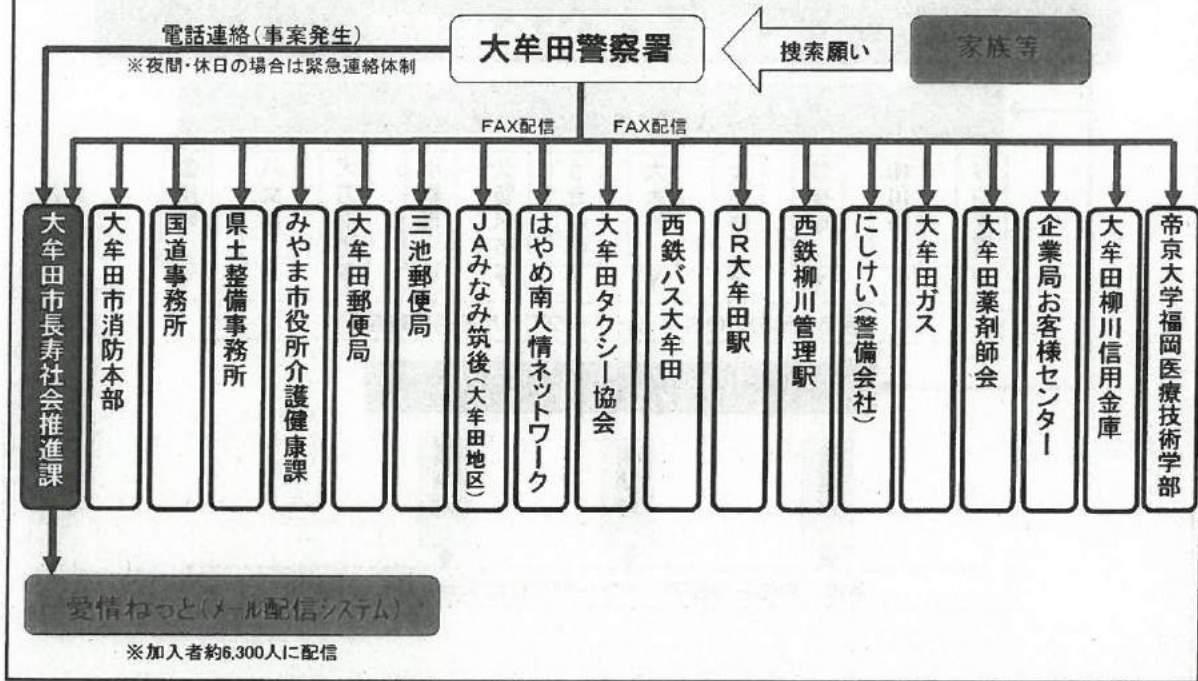 電話連絡(事案発生)
※夜間・休日の場合は緊急連絡体制
大牟田警察署
捜索願い
家族等
FAX配信
FAX配信
大牟田市長寿社会推進課
大牟田市消防本部
国道事務所
県土整備事務所
みやま市役所介護健康課
大牟田郵便局
三池郵便局
JAみなみ筑後(大牟田地区)
はやめ南人情ネットワーク
大牟田タクシー協会
西鉄バス大牟田
JR大牟田駅
西鉄柳川管理駅
にしけい(警備会社)
大牟田ガス
大牟田薬剤師会
企業局お客様センター
大牟田柳川信用金庫
帝京大学福岡医療技術学部
愛情ねっと(メール配信システム)
※加入者約6,300人に配信